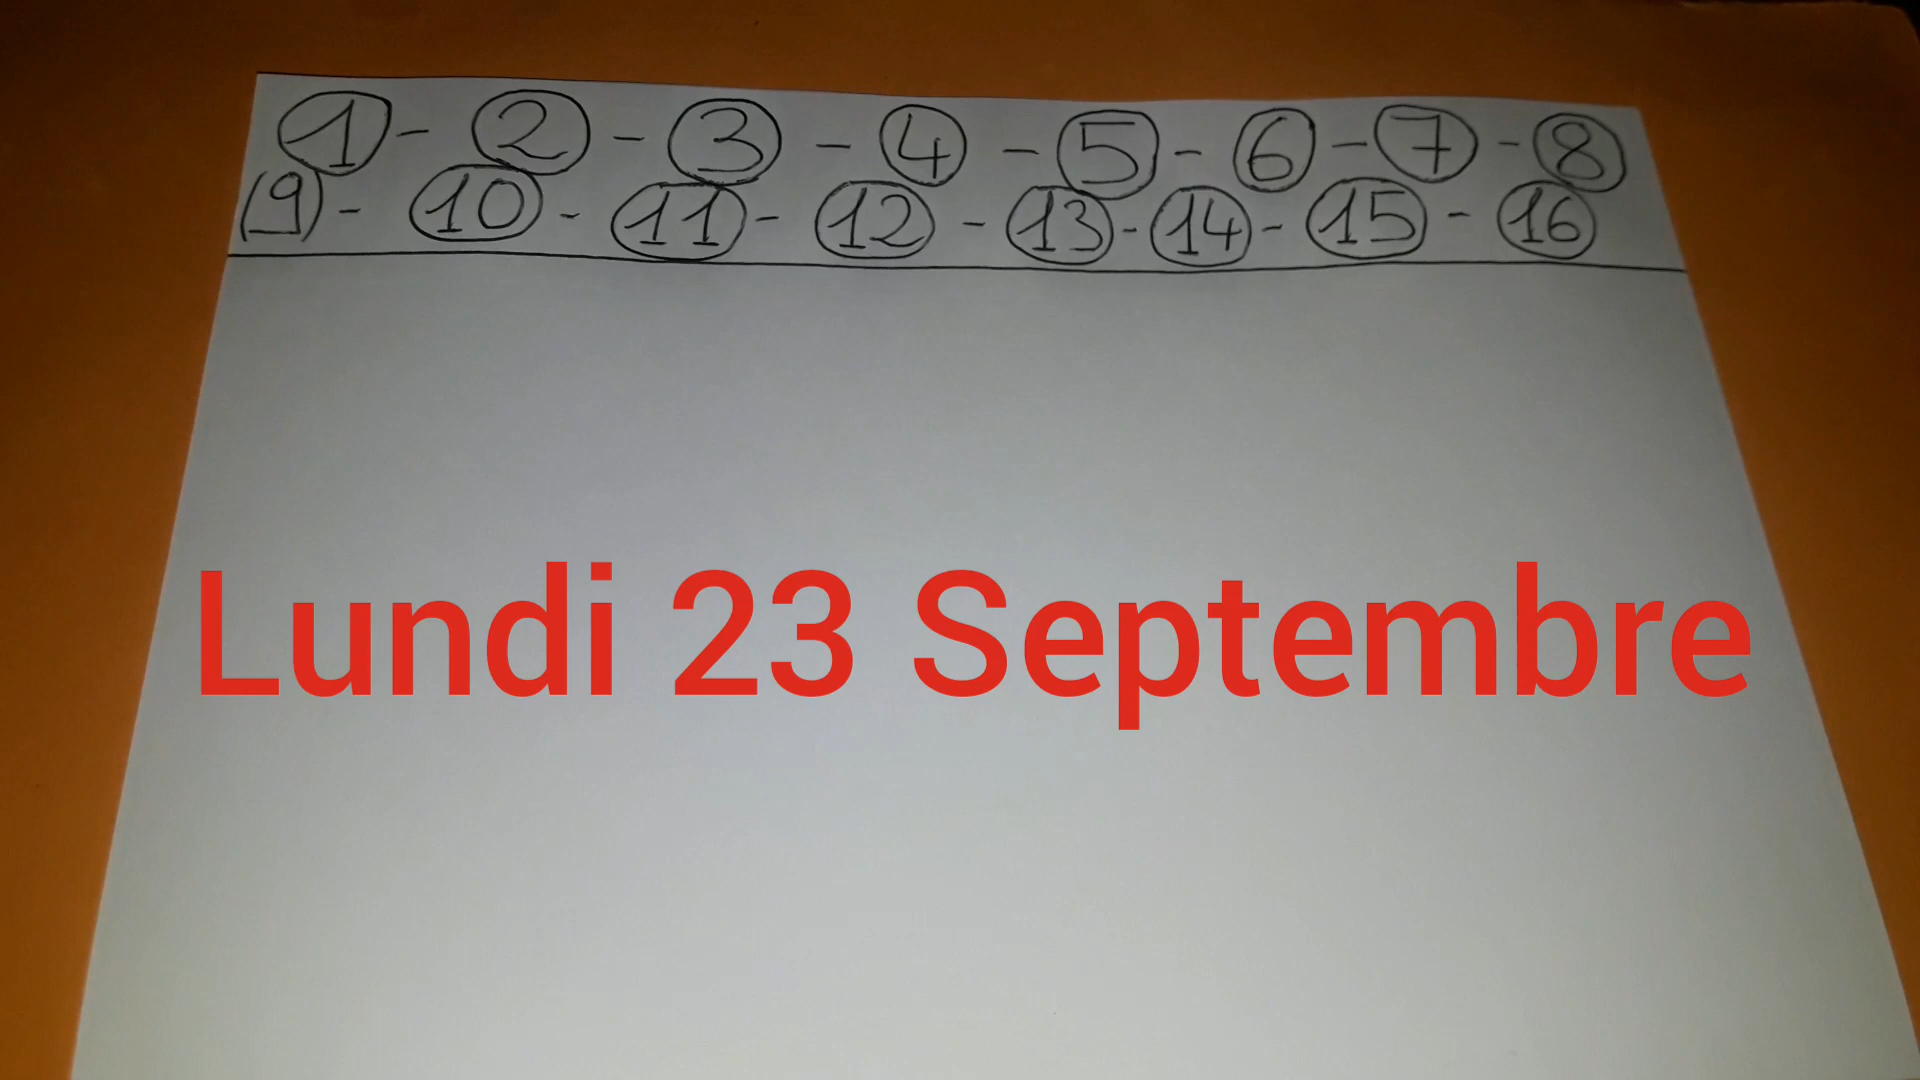 1 - 2 - 3 - 4 - 5 - 6 - 7 - 8
9 - 10 - 11 - 12 - 13 - 14 - 15 - 16
Lundi 23 Septembre